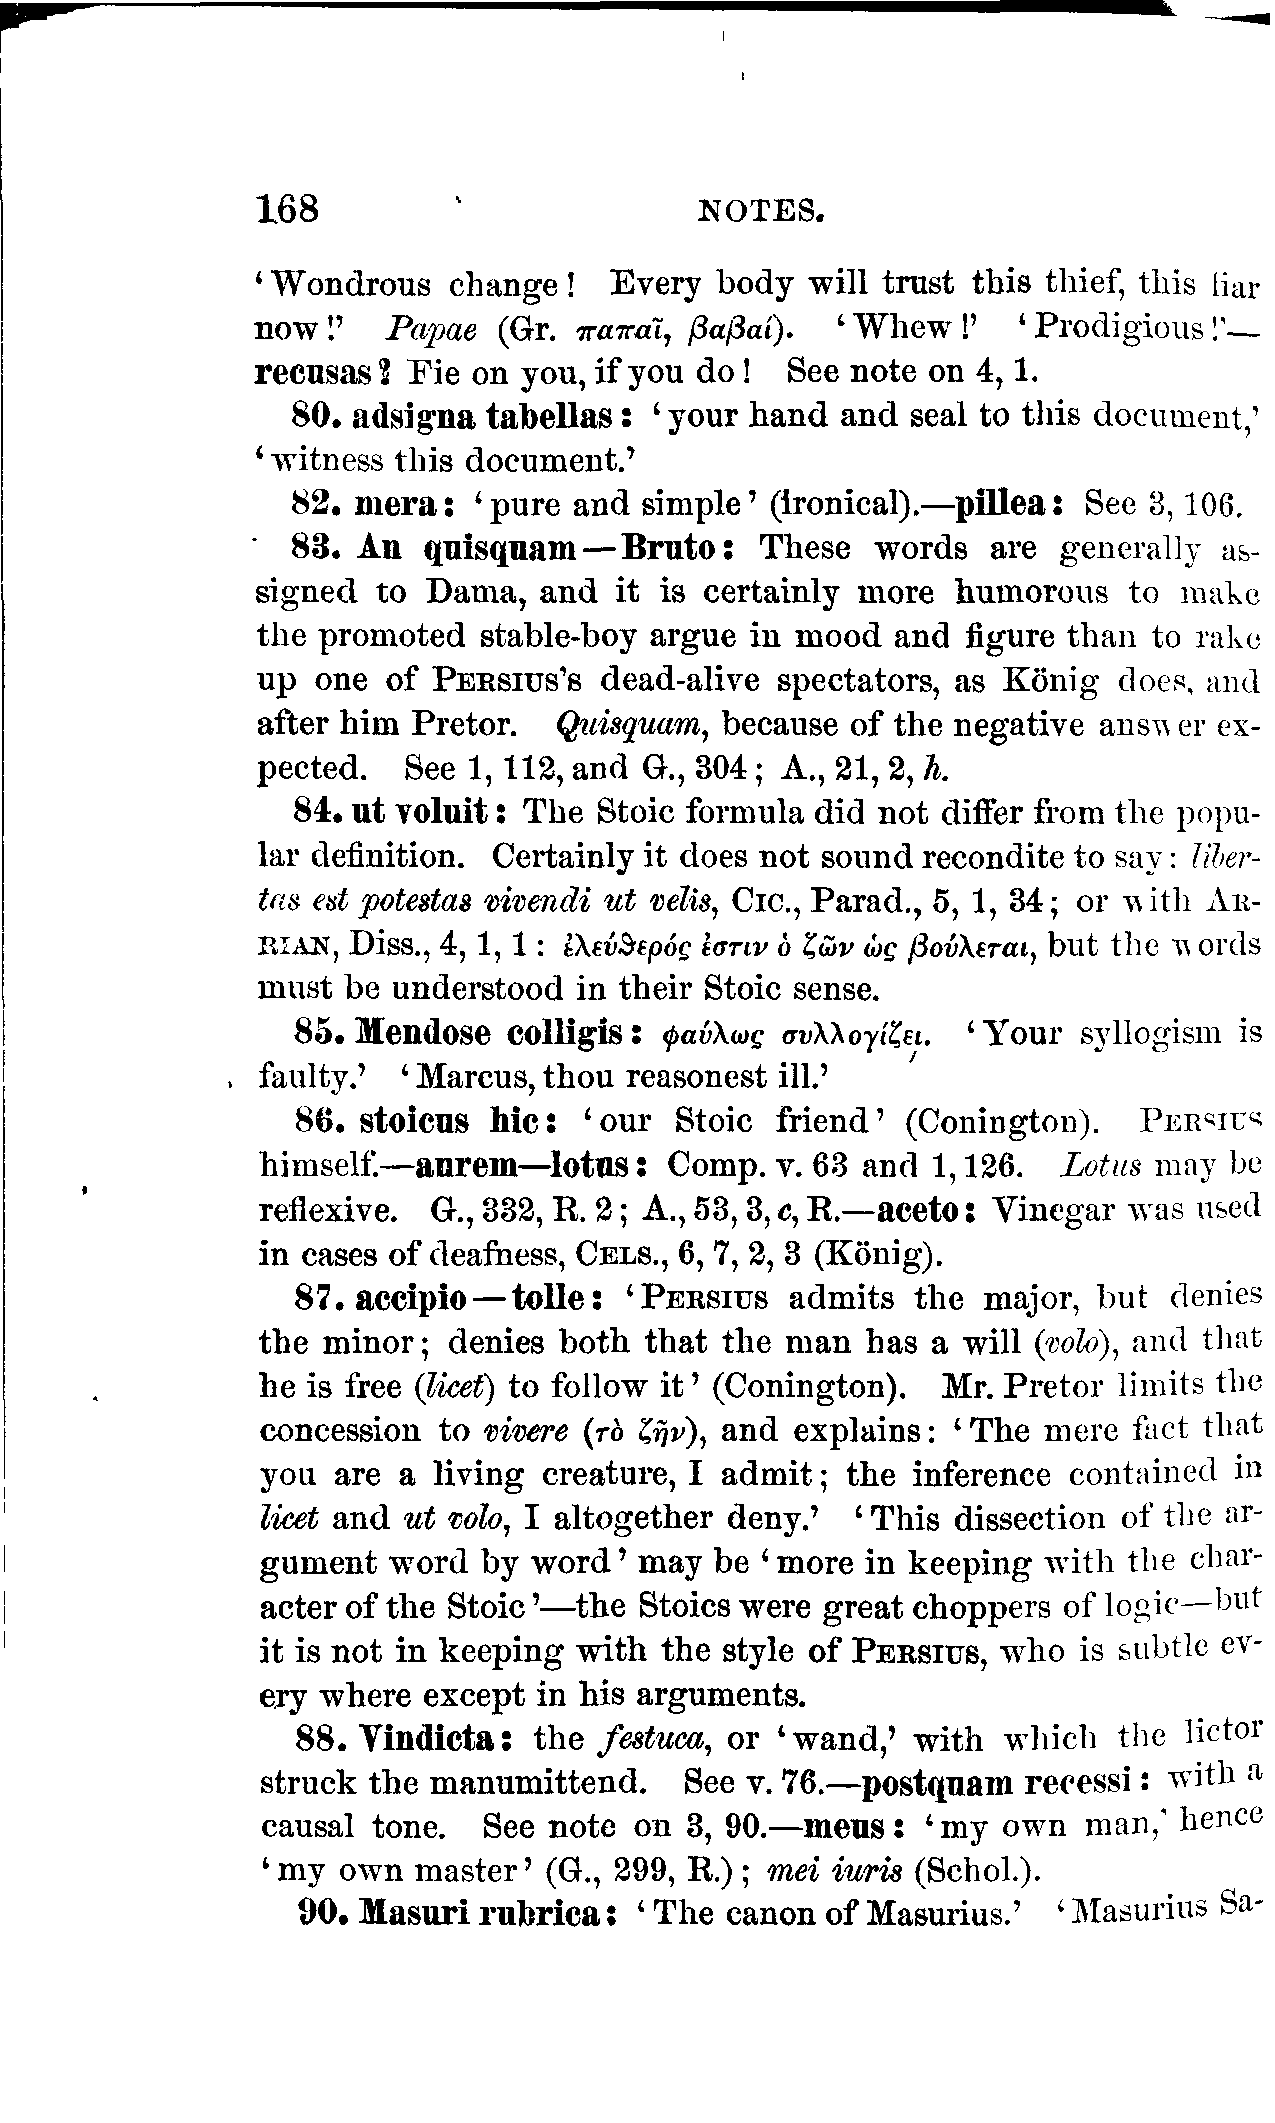 168 NOTES.
‘Wondrous change! Every body will trust this thief, this liar
now!’ Papae (Gr. παπαῖ, βαβαί). ‘Whew!’ ‘Prodigious!’—
recusas? Fie on you, if you do! See note on 4, 1.
80. adsigna tabellas: ‘your hand and seal to this document,’
‘witness this document.’
82. mera: ‘pure and simple’ (ironical).—pillea: See 3, 106.
83. An quisquam—Bruto: These words are generally as-
signed to Dama, and it is certainly more humorous to make
the promoted stable-boy argue in mood and figure than to rake
up one of PERSIUS’S dead-alive spectators, as König does, and
after him Pretor. Quisquam, because of the negative answer ex-
pected. See 1, 112, and G., 304; A., 21, 2, h.
84. ut voluit: The Stoic formula did not differ from the popu-
lar definition. Certainly it does not sound recondite to say: liber-
tas est potestas vivendi ut velis, CIC., Parad., 5, 1, 34; or with AR-
RIAN, Diss., 4, 1, 1: ἐλεύϑερός ἐστιν ὁ ζῶν ὡς βούλεται, but the words
must be understood in their Stoic sense.
85. Mendose colligis: φαύλως συλλογίζει. ‘Your syllogism is
faulty.’ ‘Marcus, thou reasonest ill.’
86. stoicus hic: ‘our Stoic friend’ (Conington). PERSIUS
himself.—aurem—lotus: Comp. v. 63 and 1, 126. Lotus may be
reflexive. G., 332, R. 2; A., 53, 3, c, R.—aceto: Vinegar was used
in cases of deafness, CELS., 6, 7, 2, 3 (König).
87. accipio—tolle: ‘PERSIUS admits the major, but denies
the minor; denies both that the man has a will (volo), and that
he is free (licet) to follow it’ (Conington). Mr. Pretor limits the
concession to vivere (τὸ ζῆν), and explains: ‘The mere fact that
you are a living creature, I admit; the inference contained in
licet and ut volo, I altogether deny.’ ‘This dissection of the ar-
gument word by word’ may be ‘more in keeping with the char-
acter of the Stoic’—the Stoics were great choppers of logic—but
it is not in keeping with the style of PERSIUS, who is subtle ev-
ery where except in his arguments.
88. Vindicta: the festuca, or ‘wand,’ with which the lictor
struck the manumittend. See v. 76.—postquam recessi: with a
causal tone. See note on 3, 90.—meus: ‘my own man,’ hence
‘my own master’ (G., 299, R.); mei iuris (Schol.).
90. Masuri rubrica: ‘The canon of Masurius.’ ‘Masurius Sa-